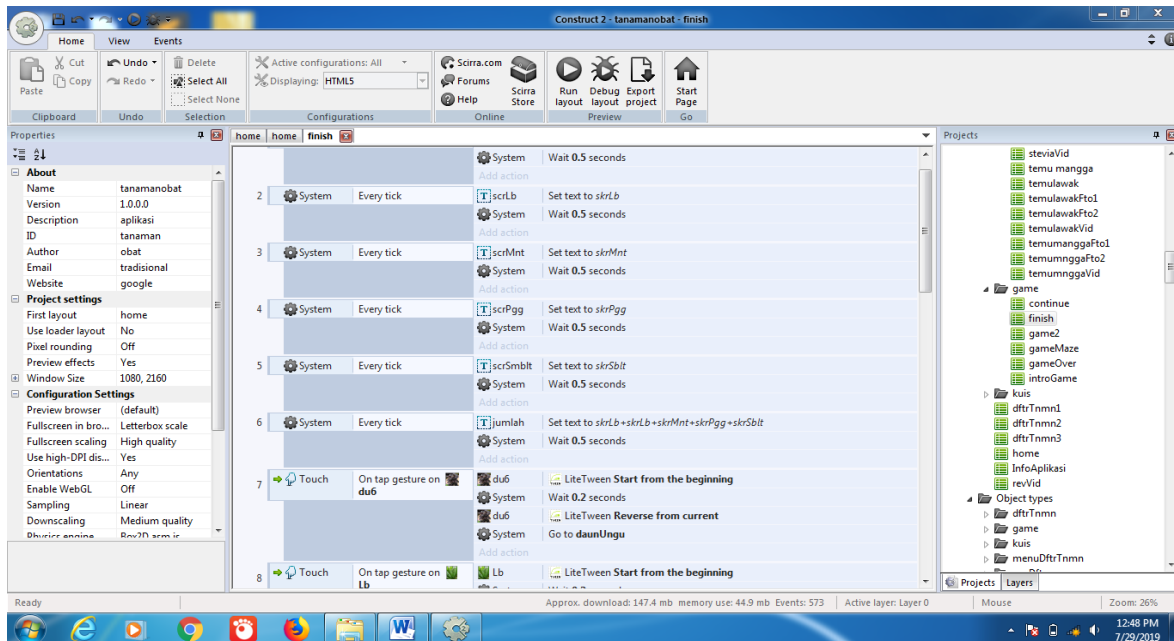 Construct 2 - tanamanobat - finish
Home View Events
Paste
Cut
Copy
Clipboard
Undo
Redo
Undo
Delete
Select All
Select None
Selection
Active configurations: All
Displaying: HTML5
Configurations
Scirra.com
Forums
Help
Scirra Store
Online
Run layout
Debug layout
Export project
Preview
Start Page
Go
Properties
About
Name tanamanobat
Version 1.0.0.0
Description aplikasi
ID tanaman
Author obat
Email tradisional
Website google
Project settings
First layout home
Use loader layout No
Pixel rounding Off
Preview effects Yes
Window Size 1080, 2160
Configuration Settings
Preview browser (default)
Fullscreen in bro... Letterbox scale
Fullscreen scaling High quality
Use high-DPI dis... Yes
Orientations Any
Enable WebGL Off
Sampling Linear
Downscaling Medium quality
Physics engine Box2D asm.js
home home finish
System Wait 0.5 seconds
Add action
2 System Every tick scrLb Set text to skrLb
System Wait 0.5 seconds
Add action
3 System Every tick scrMnt Set text to skrMnt
System Wait 0.5 seconds
Add action
4 System Every tick scrPgg Set text to skrPgg
System Wait 0.5 seconds
Add action
5 System Every tick scrSmblt Set text to skrSblt
System Wait 0.5 seconds
Add action
6 System Every tick jumlah Set text to skrLb+skrLb+skrMnt+skrPgg+skrSblt
System Wait 0.5 seconds
Add action
7 Touch On tap gesture on du6 du6 LiteTween Start from the beginning
System Wait 0.2 seconds
du6 LiteTween Reverse from current
System Go to daunUngu
Add action
8 Touch On tap gesture on Lb Lb LiteTween Start from the beginning
Projects
steviaVid
temu mangga
temulawak
temulawakFto1
temulawakFto2
temulawakVid
temumanggaFto1
temumnggaFto2
temumnggaVid
game
continue
finish
game2
gameMaze
gameOver
introGame
kuis
dftrTnmn1
dftrTnmn2
dftrTnmn3
home
InfoAplikasi
revVid
Object types
dftrTnmn
game
kuis
menuDftrTnmn
Projects Layers
Ready
Approx. download: 147.4 mb memory use: 44.9 mb Events: 573 Active layer: Layer 0 Mouse Zoom: 26%
12:48 PM
7/29/2019